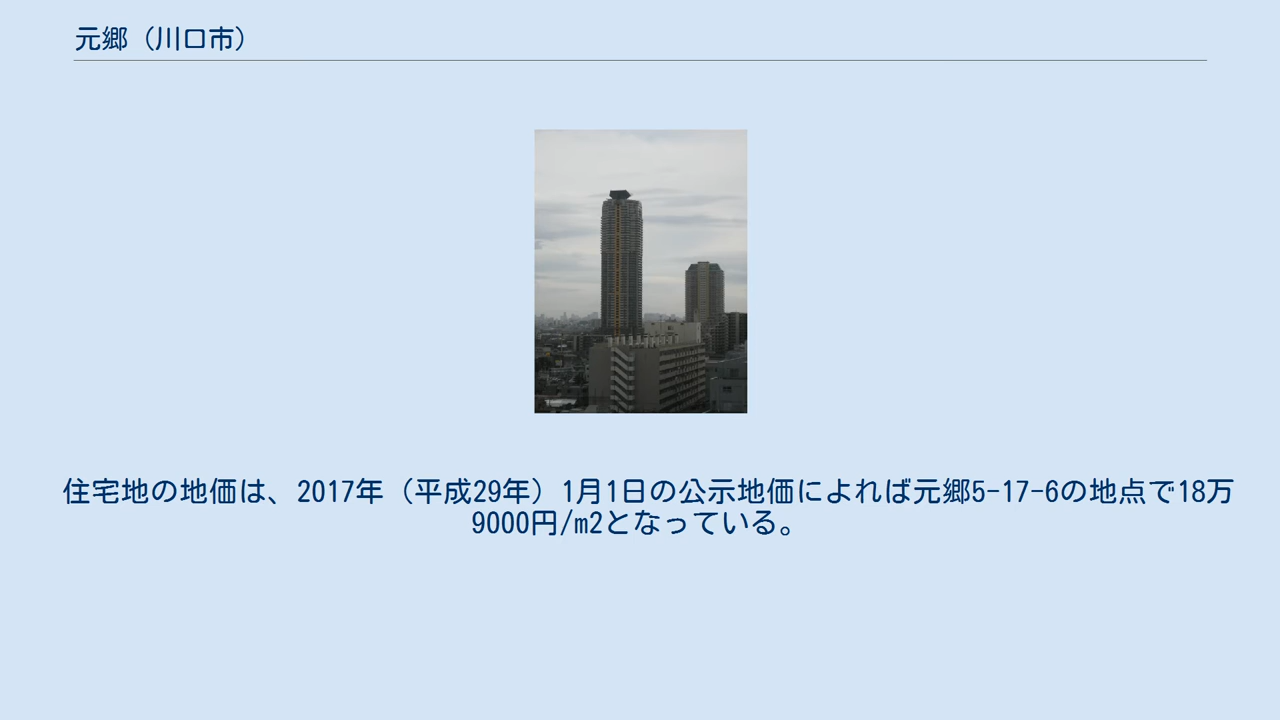 元郷（川口市）
住宅地の地価は、2017年（平成29年）1月1日の公示地価によれば元郷5-17-6の地点で18万
9000円/m2となっている。